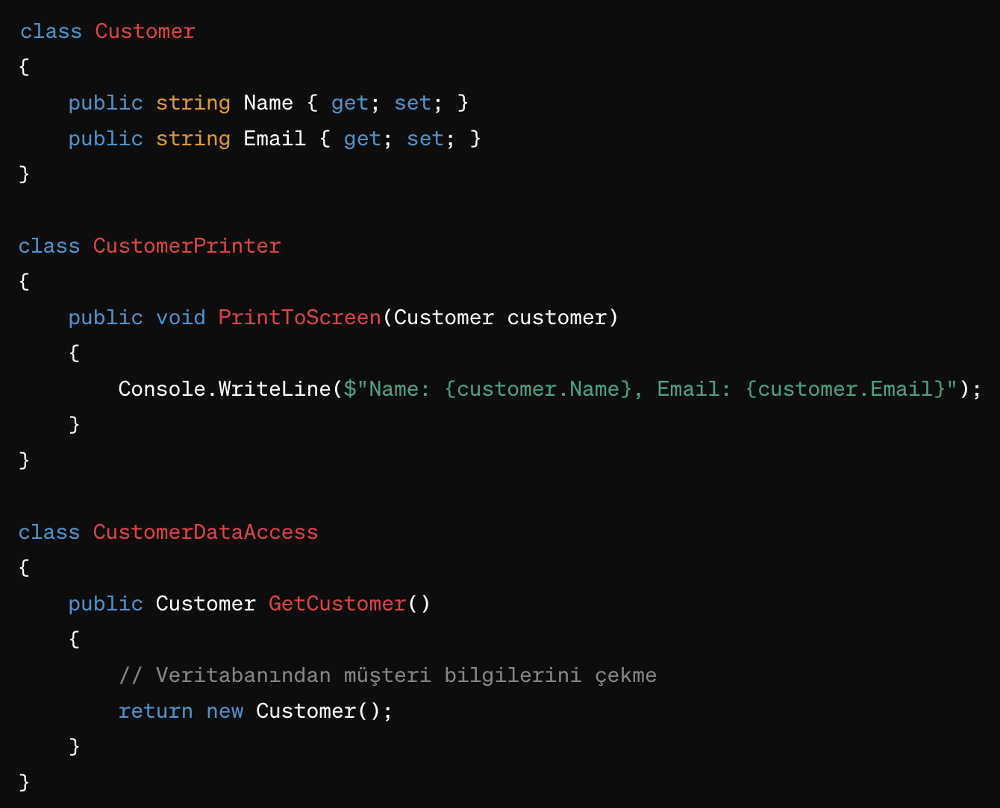 class Customer
{
    public string Name { get; set; }
    public string Email { get; set; }
}

class CustomerPrinter
{
    public void PrintToScreen(Customer customer)
    {
        Console.WriteLine($"Name: {customer.Name}, Email: {customer.Email}");
    }
}

class CustomerDataAccess
{
    public Customer GetCustomer()
    {
        // Veritabanından müşteri bilgilerini çekme
        return new Customer();
    }
}